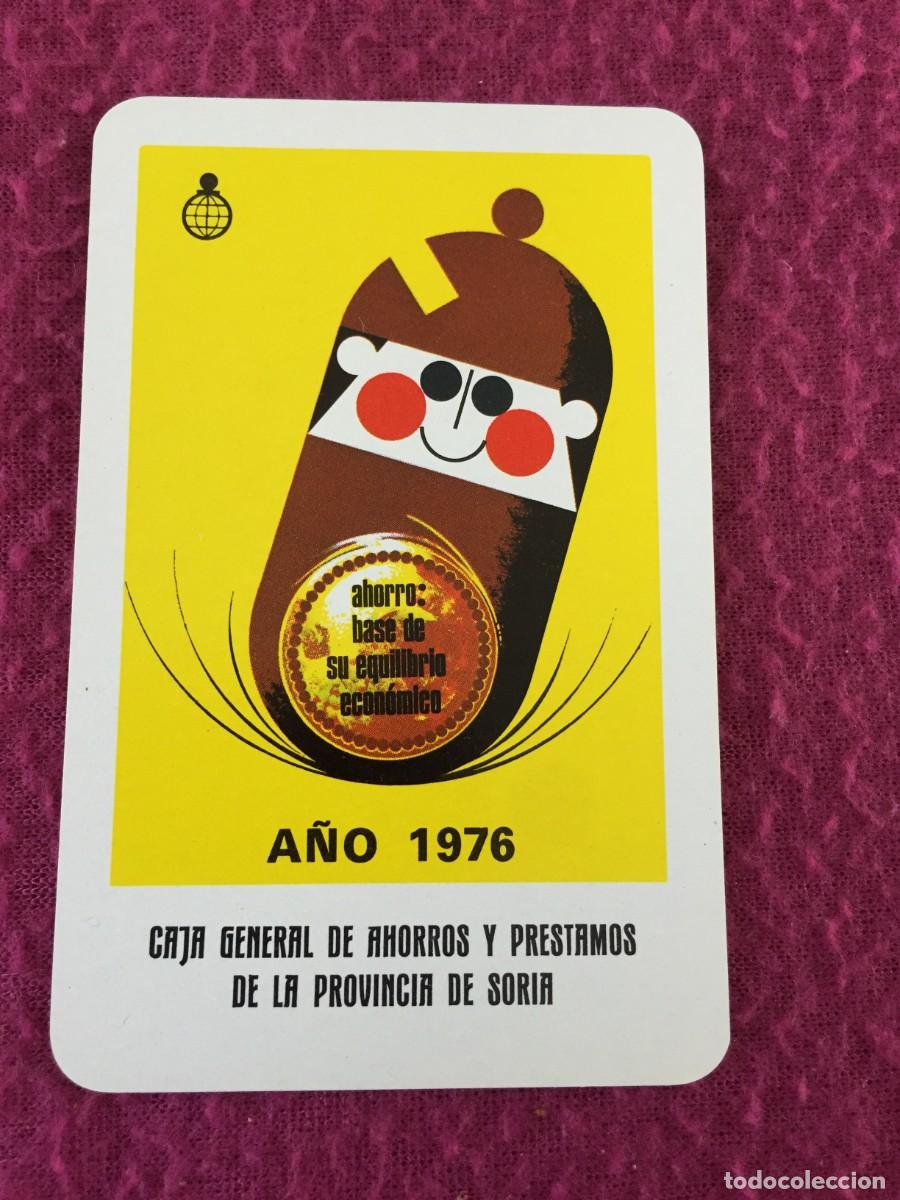 ahorro:
base de
su equilibrio
económico
AÑO 1976
CAJA GENERAL DE AHORROS Y PRESTAMOS
DE LA PROVINCIA DE SORIA
todocoleccion